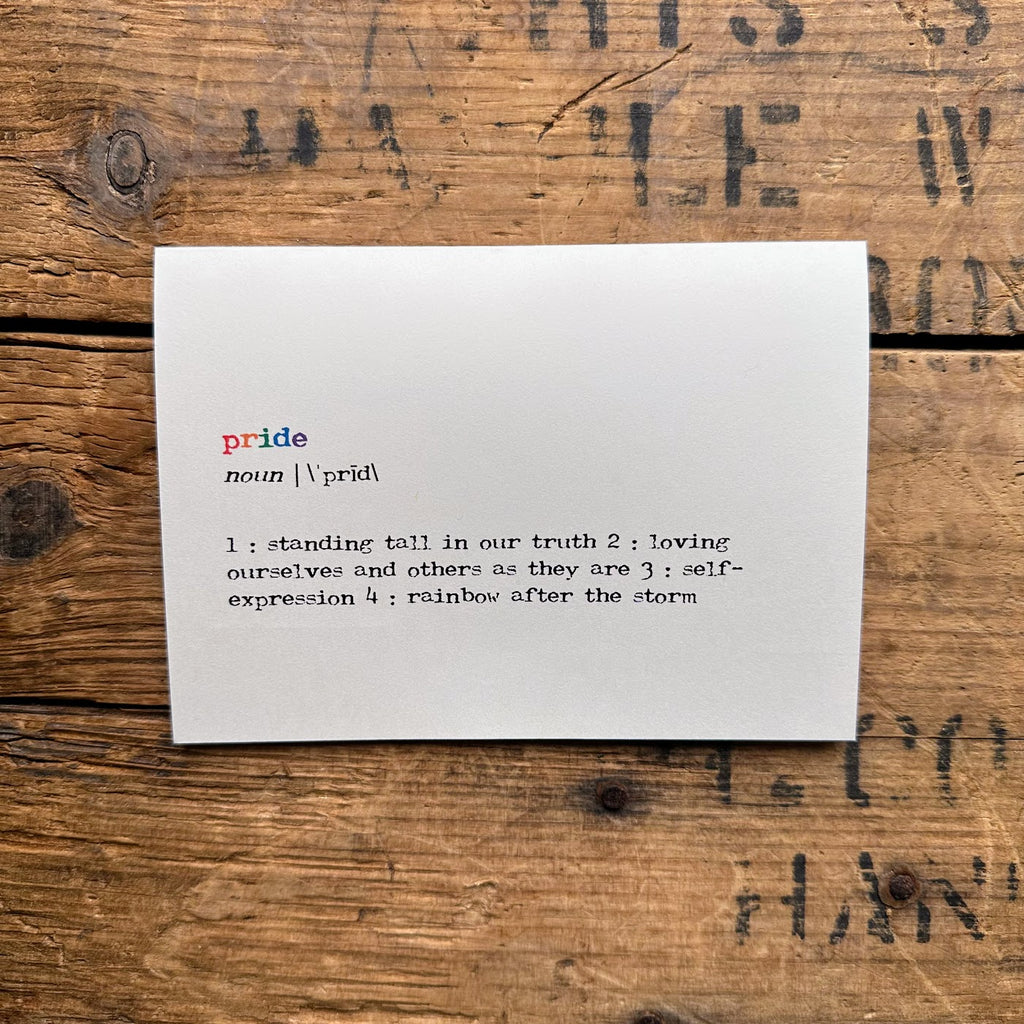 pride
noun | \ˈprīd\
1 : standing tall in our truth 2 : loving
ourselves and others as they are 3 : self-
expression 4 : rainbow after the storm